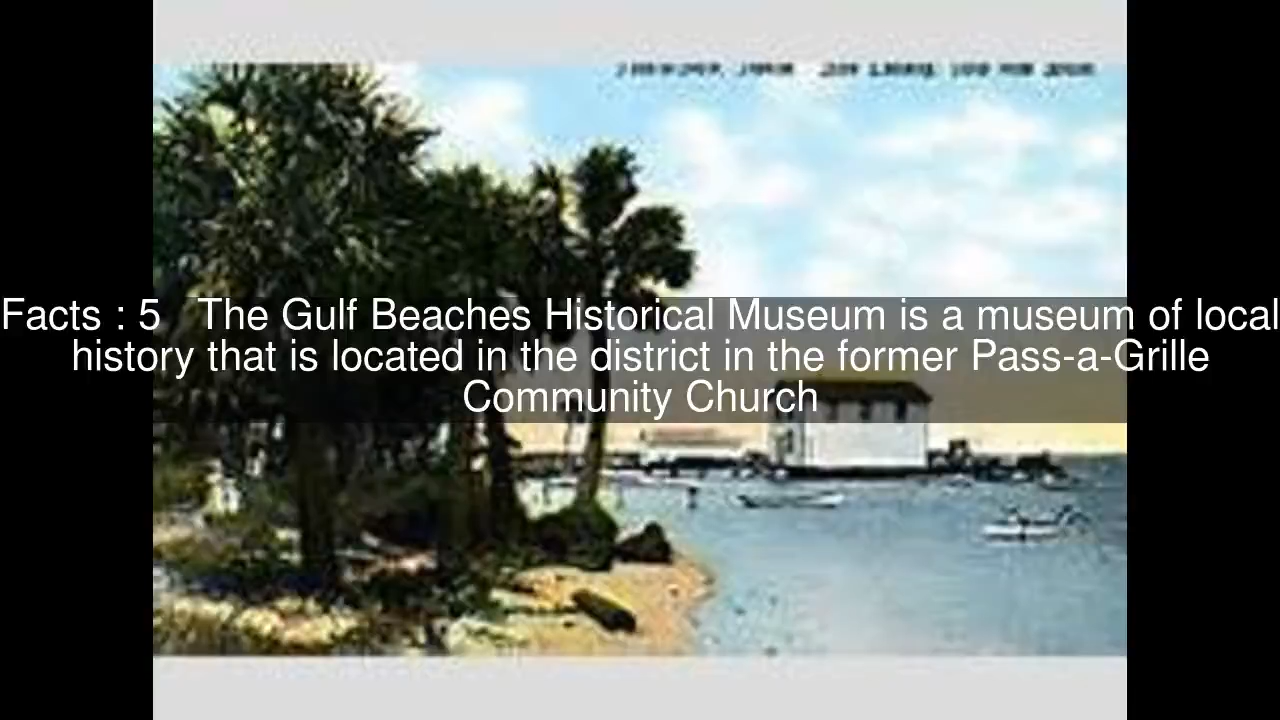 Facts : 5 The Gulf Beaches Historical Museum is a museum of local
history that is located in the district in the former Pass-a-Grille
Community Church